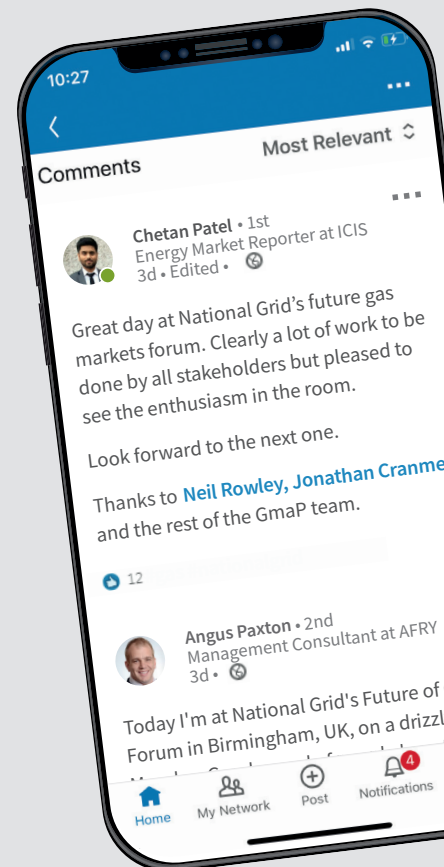 10:27
Comments
Most Relevant
Chetan Patel • 1st
Energy Market Reporter at ICIS
3d • Edited •
Great day at National Grid's future gas
markets forum. Clearly a lot of work to be
done by all stakeholders but pleased to
see the enthusiasm in the room.
Look forward to the next one.
Thanks to Neil Rowley, Jonathan Cranme
and the rest of the GmaP team.
12
Angus Paxton • 2nd
Management Consultant at AFRY
3d •
Today I'm at National Grid's Future of
Forum in Birmingham, UK, on a drizzl
4
Home
My Network
Post
Notifications